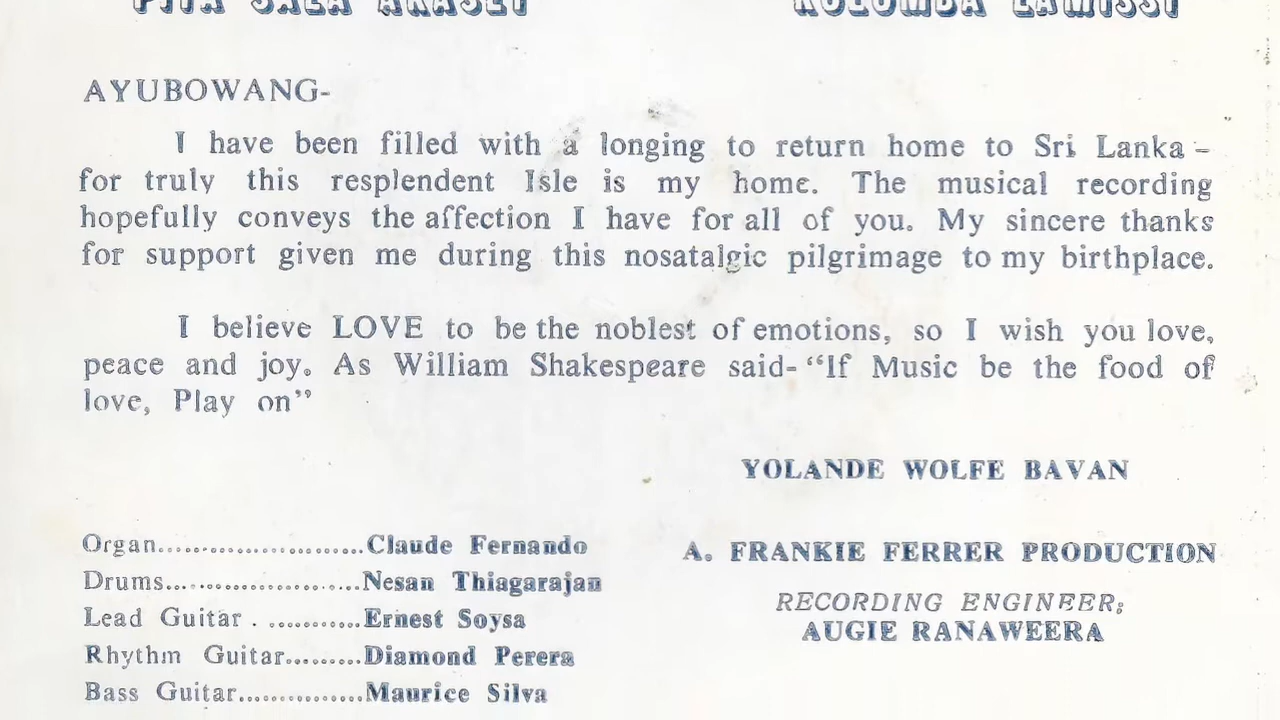 PITA SALA AKASEY KOLOMBA LAMISSI
AYUBOWANG-
I have been filled with a longing to return home to Sri Lanka –
for truly this resplendent Isle is my home. The musical recording
hopefully conveys the affection I have for all of you. My sincere thanks
for support given me during this nosatalgic pilgrimage to my birthplace.
I believe LOVE to be the noblest of emotions, so I wish you love,
peace and joy. As William Shakespeare said- “If Music be the food of
love, Play on”
YOLANDE WOLFE BAVAN
Organ.........................Claude Fernando
Drums........................Nesan Thiagarajan
Lead Guitar . ...........Ernest Soysa
Rhythm Guitar.........Diamond Perera
Bass Guitar...............Maurice Silva
A. FRANKIE FERRER PRODUCTION
RECORDING ENGINEER:
AUGIE RANAWEERA